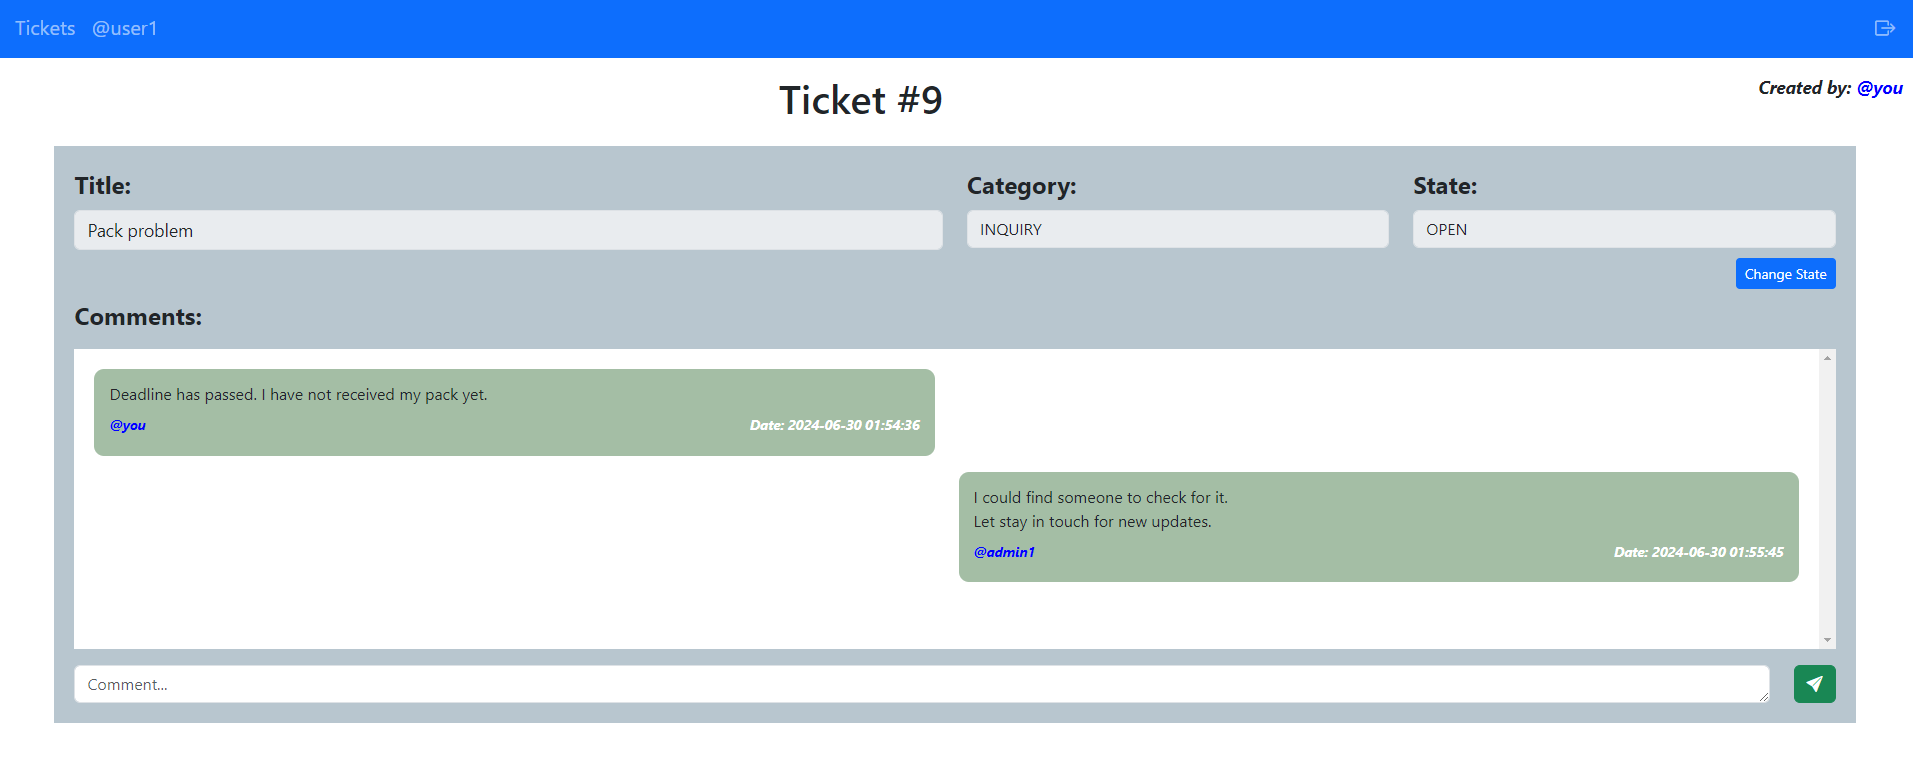 Tickets @user1
Ticket #9
Created by: @you
Title:
Pack problem
Category:
INQUIRY
State:
OPEN
Change State
Comments:
Deadline has passed. I have not received my pack yet.
@you Date: 2024-06-30 01:54:36
I could find someone to check for it.
Let stay in touch for new updates.
@admin1 Date: 2024-06-30 01:55:45
Comment...